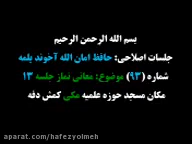 بسم الله الرحمن الرحیم
جلسات اصلاحی: حافظ امان الله آخوند یلمه
شماره (۹۳) موضوع: معانی نماز جلسه ۱۳
مکان مسجد حوزه علمیه مکی کمش دفه
aparat.com/hafezyolmeh